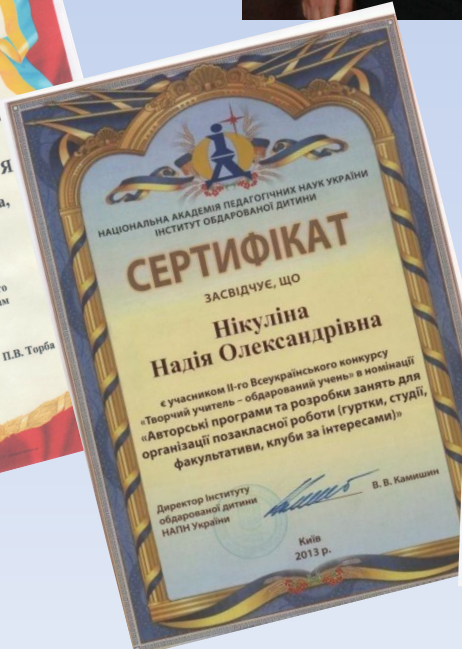 Я
П.В. Торба
НАЦІОНАЛЬНА АКАДЕМІЯ ПЕДАГОГІЧНИХ НАУК УКРАЇНИ
ІНСТИТУТ ОБДАРОВАНОЇ ДИТИНИ
СЕРТИФІКАТ
ЗАСВІДЧУЄ, ЩО
Нікуліна
Надія Олександрівна
є учасником ІІ-го Всеукраїнського конкурсу
«Творчий учитель – обдарований учень» в номінації
«Авторські програми та розробки занять для
організації позакласної роботи (гуртки, студії,
факультативи, клуби за інтересами)»
Директор Інституту
обдарованої дитини
НАПН України
В. В. Камишин
Київ
2013 р.